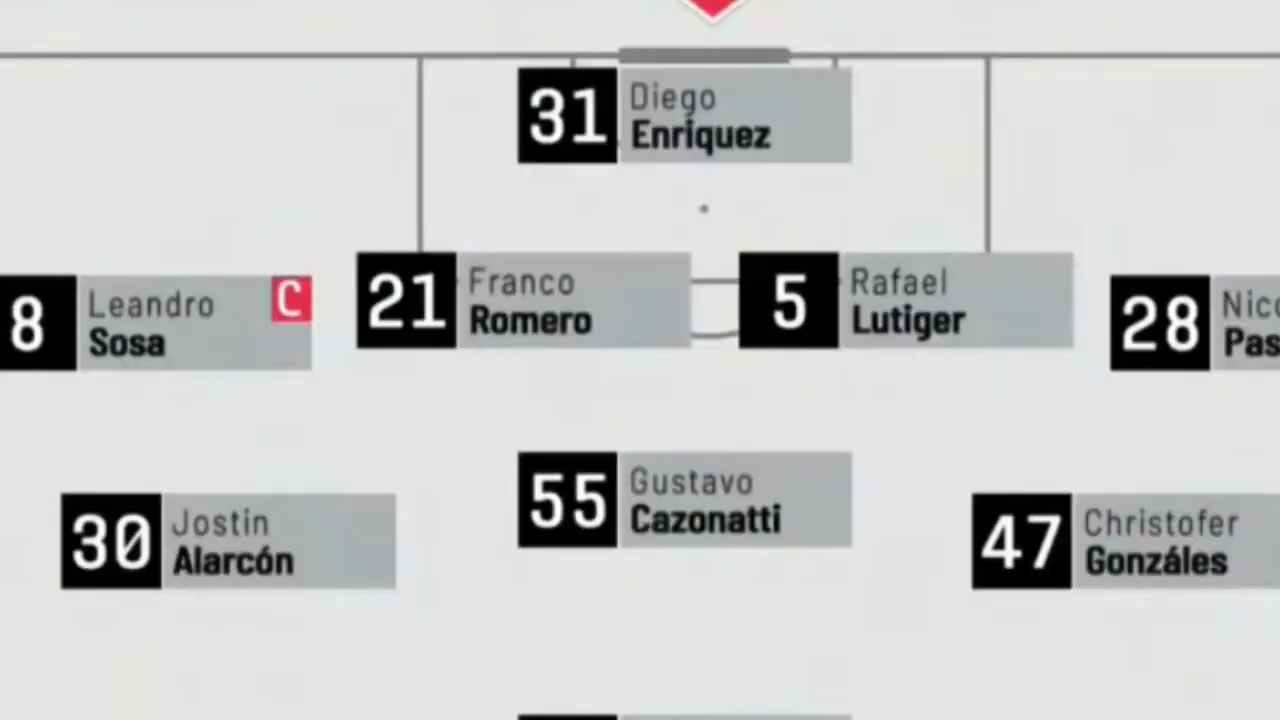 31 Diego
Enriquez
8 Leandro C
Sosa
21 Franco
Romero
5 Rafael
Lutiger
28
30 Jostin
Alarcón
55 Gustavo
Cazonatti
47 Christofer
Gonzáles